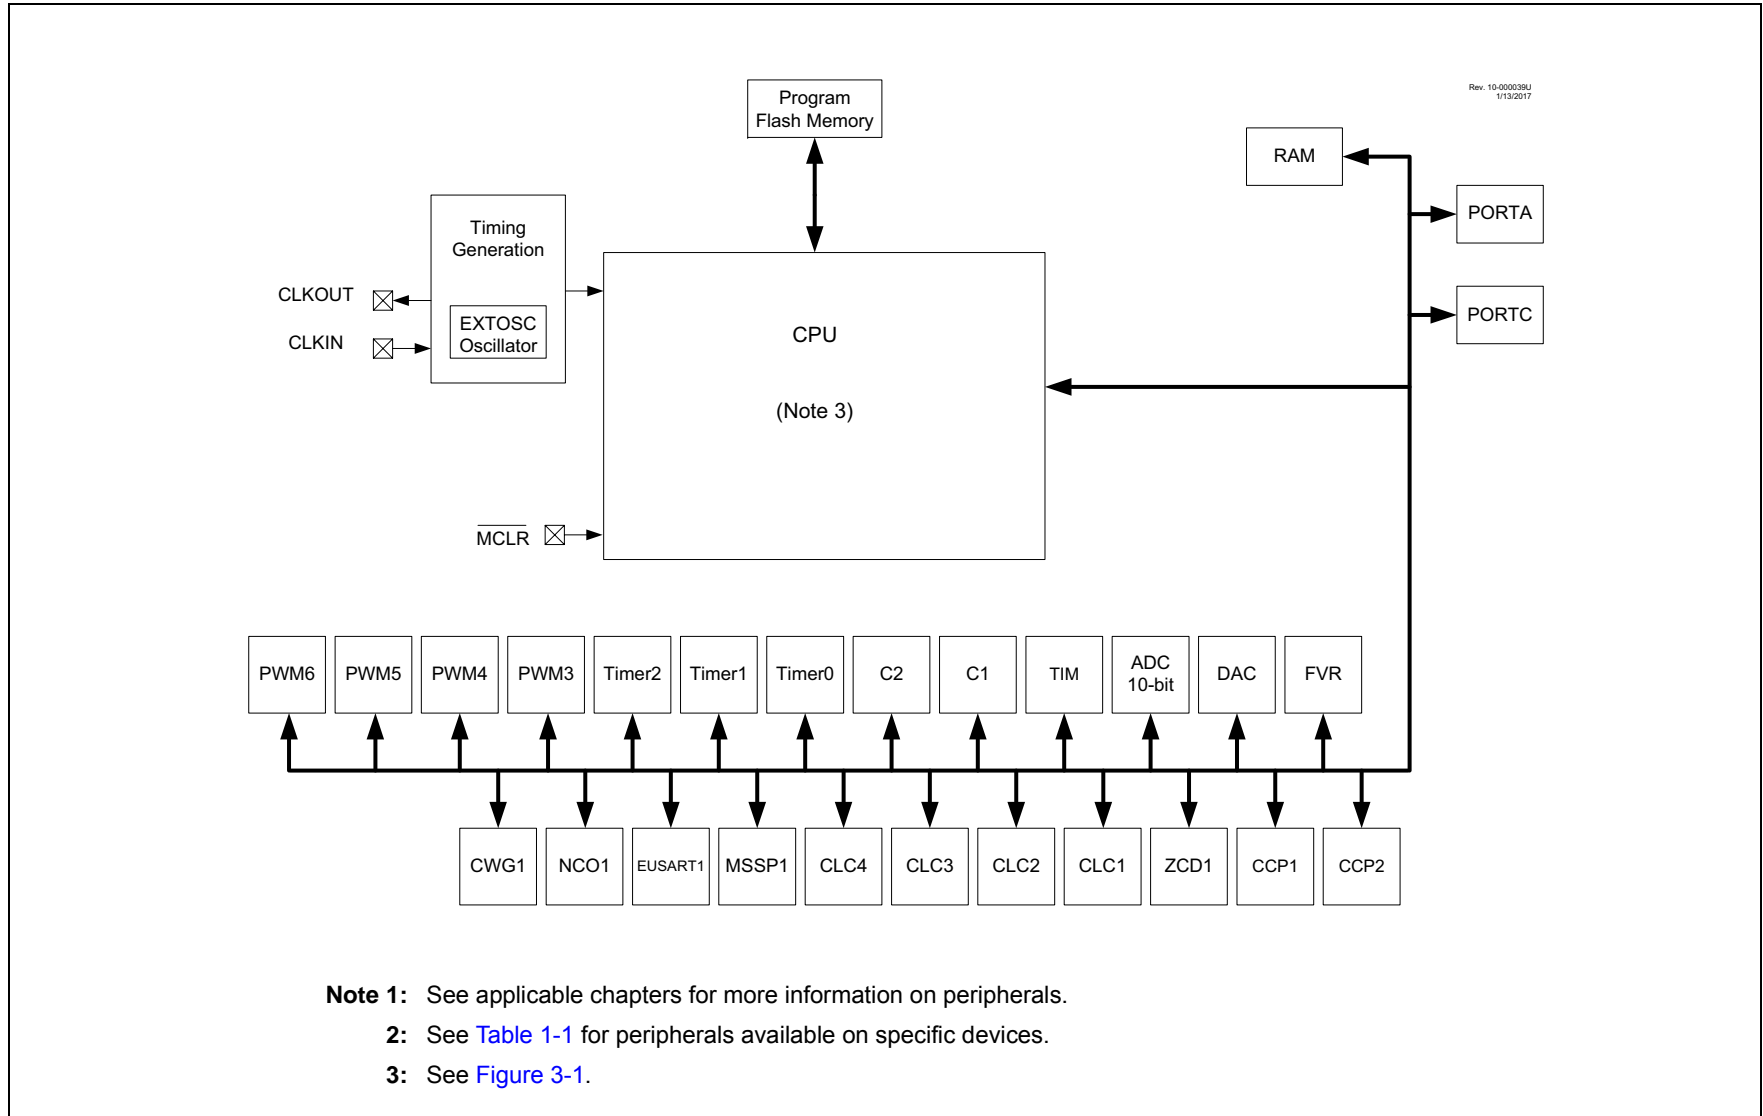 Program
Flash Memory
Rev. 10-000039U
1/13/2017
RAM
PORTA
Timing
Generation
CLKOUT
EXTOSC
Oscillator
CLKIN
PORTC
CPU
(Note 3)
MCLR
PWM6
PWM5
PWM4
PWM3
Timer2
Timer1
Timer0
C2
C1
TIM
ADC
10-bit
DAC
FVR
CWG1
NCO1
EUSART1
MSSP1
CLC4
CLC3
CLC2
CLC1
ZCD1
CCP1
CCP2
Note 1: See applicable chapters for more information on peripherals.
2: See Table 1-1 for peripherals available on specific devices.
3: See Figure 3-1.